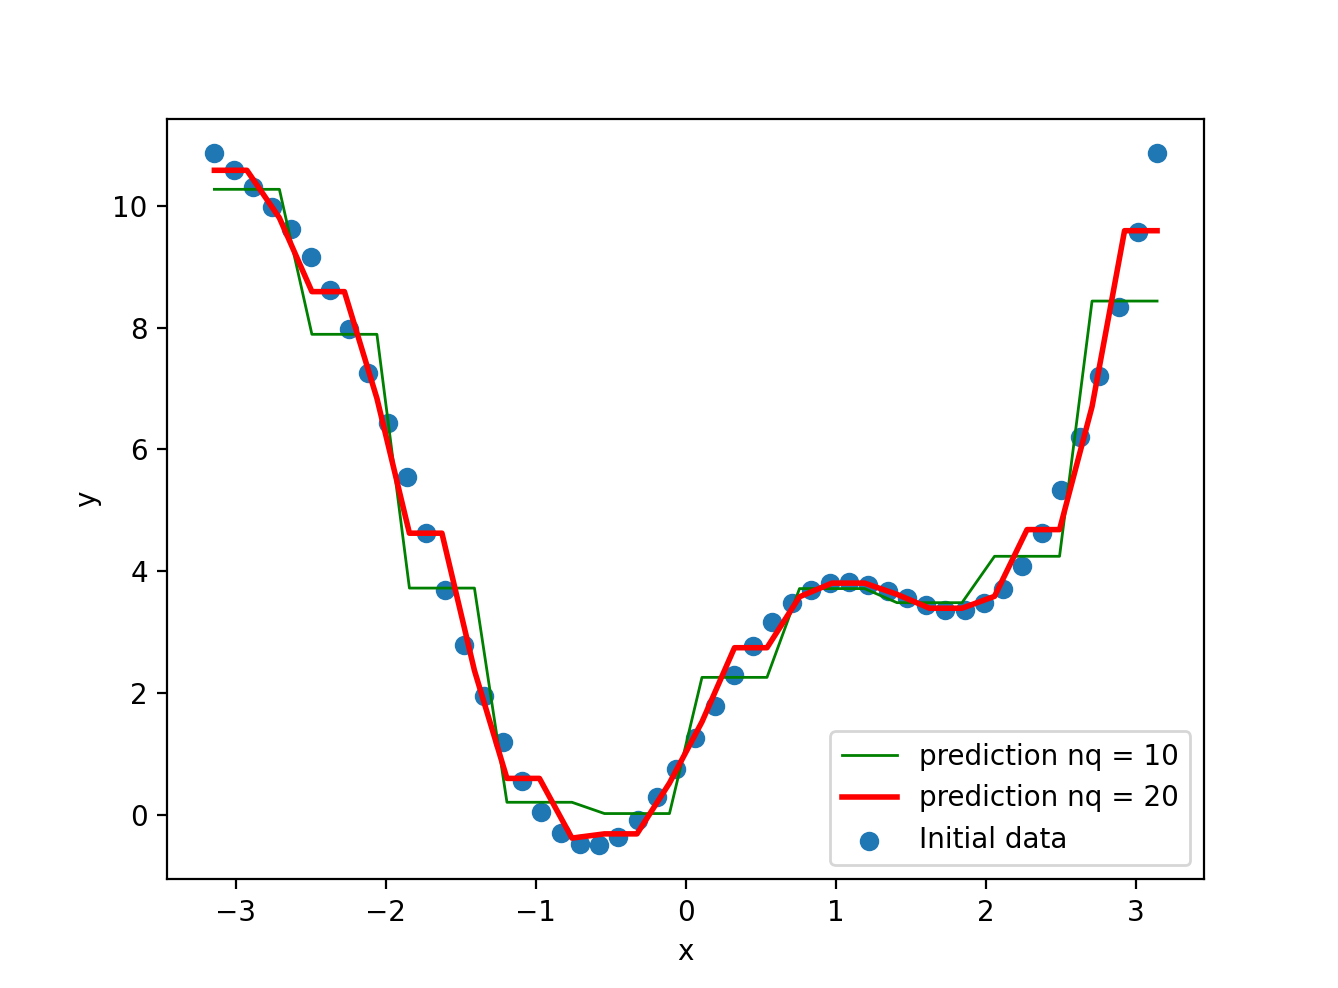 10
8
6
4
2
0
y
−3 −2 −1 0 1 2 3
x
prediction nq = 10
prediction nq = 20
Initial data